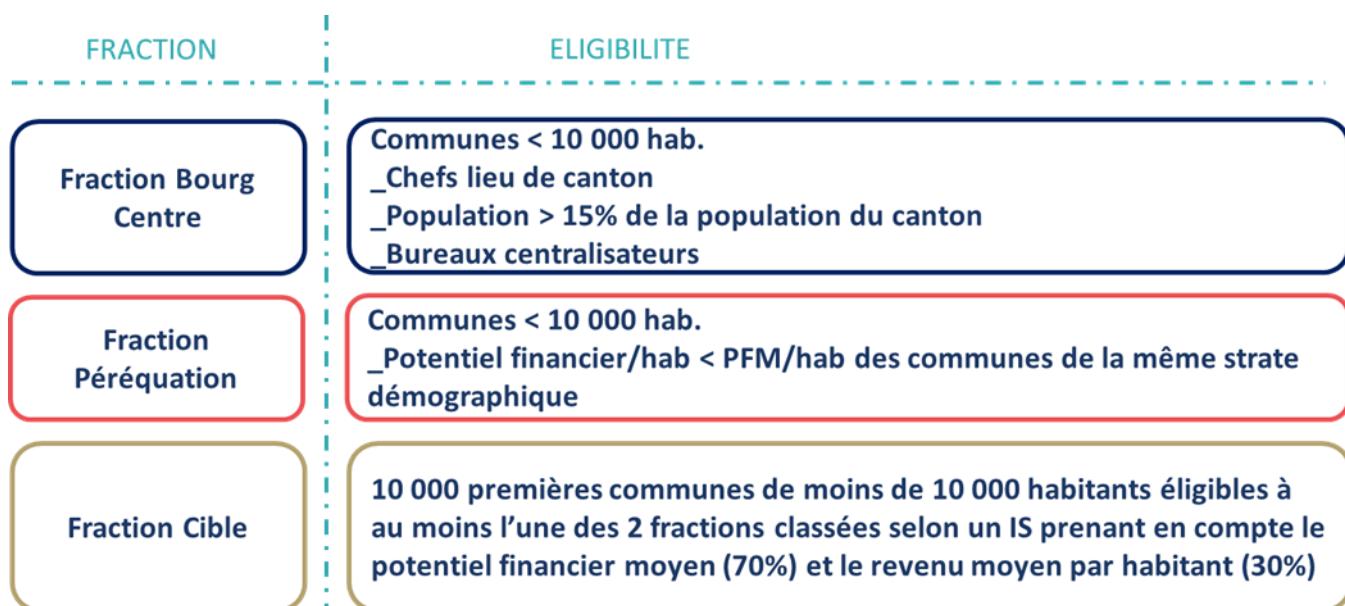 FRACTION
ELIGIBILITE
Fraction Bourg
Centre
Communes < 10 000 hab.
_Chefs lieu de canton
_Population > 15% de la population du canton
_Bureaux centralisateurs
Fraction
Péréquation
Communes < 10 000 hab.
_Potentiel financier/hab < PFM/hab des communes de la même strate
démographique
Fraction Cible
10 000 premières communes de moins de 10 000 habitants éligibles à
au moins l’une des 2 fractions classées selon un IS prenant en compte le
potentiel financier moyen (70%) et le revenu moyen par habitant (30%)